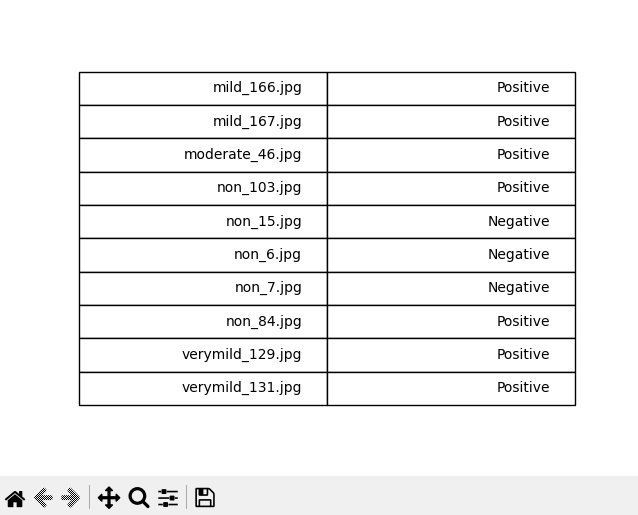 mild_166.jpg Positive
mild_167.jpg Positive
moderate_46.jpg Positive
non_103.jpg Positive
non_15.jpg Negative
non_6.jpg Negative
non_7.jpg Negative
non_84.jpg Positive
verymild_129.jpg Positive
verymild_131.jpg Positive